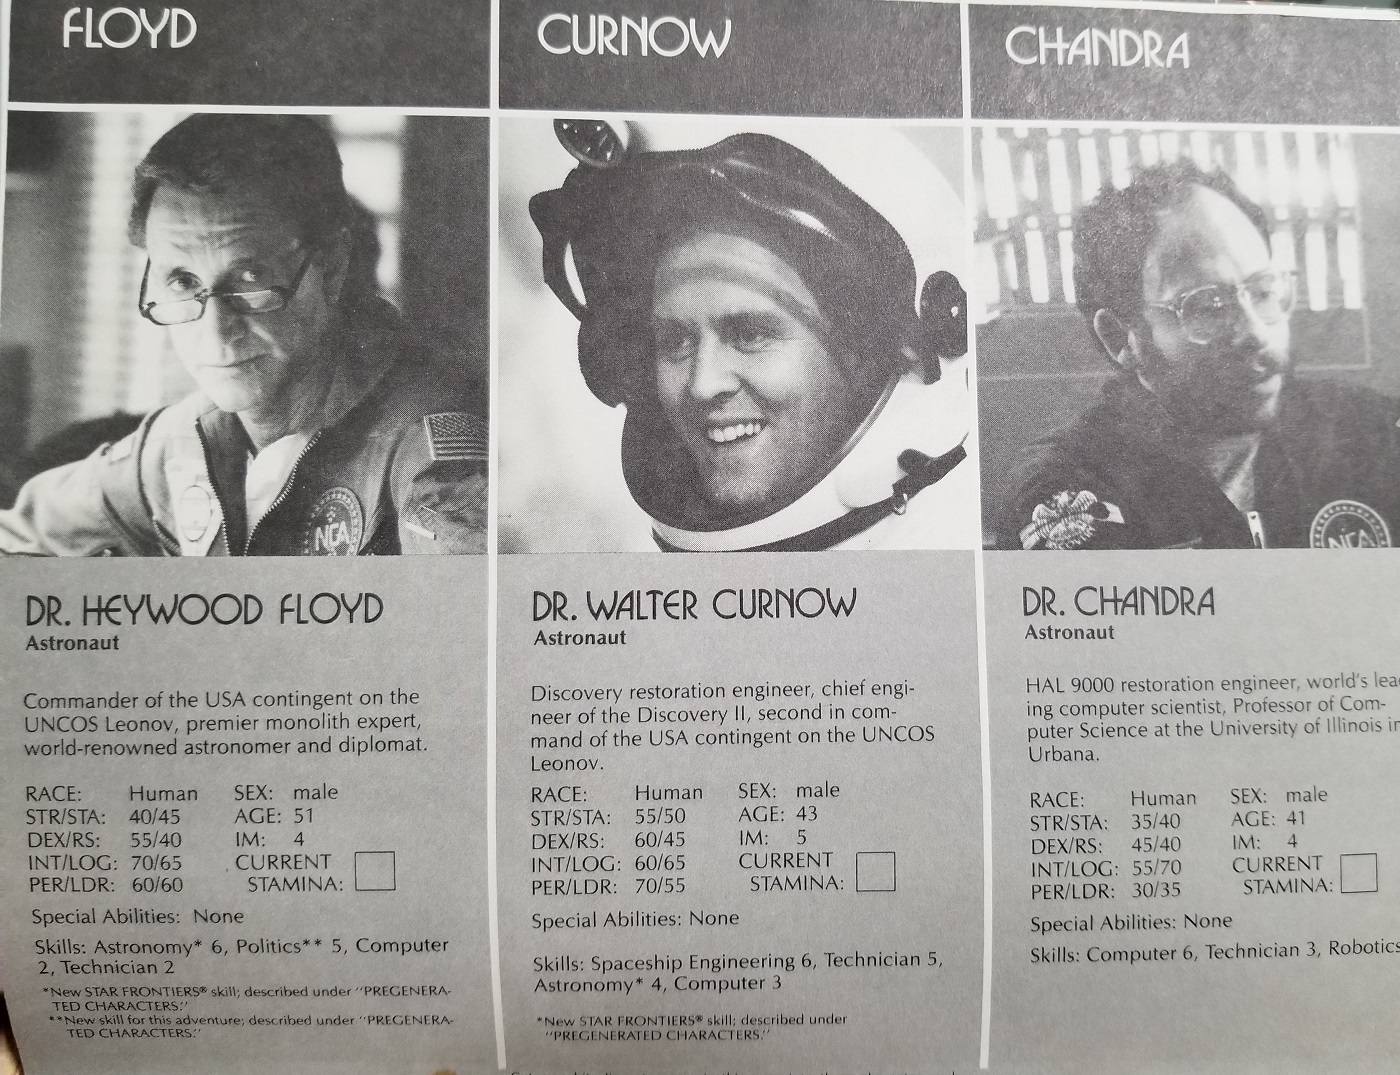 FLOYD
CURNOW
CHANDRA
NCA
NCA
DR. HEYWOOD FLOYD
Astronaut
Commander of the USA contingent on the
UNCOS Leonov, premier monolith expert,
world-renowned astronomer and diplomat.
RACE: Human SEX: male
STR/STA: 40/45 AGE: 51
DEX/RS: 55/40 IM: 4
INT/LOG: 70/65 CURRENT
PER/LDR: 60/60 STAMINA:
Special Abilities: None
Skills: Astronomy* 6, Politics** 5, Computer
2, Technician 2
*New STAR FRONTIERS® skill; described under "PREGENERA-
TED CHARACTERS."
**New skill for this adventure; described under "PREGENERA-
TED CHARACTERS."
DR. WALTER CURNOW
Astronaut
Discovery restoration engineer, chief engi-
neer of the Discovery II, second in com-
mand of the USA contingent on the UNCOS
Leonov.
RACE: Human SEX: male
STR/STA: 55/50 AGE: 43
DEX/RS: 60/45 IM: 5
INT/LOG: 60/65 CURRENT
PER/LDR: 70/55 STAMINA:
Special Abilities: None
Skills: Spaceship Engineering 6, Technician 5,
Astronomy* 4, Computer 3
*New STAR FRONTIERS® skill; described under
"PREGENERATED CHARACTERS."
DR. CHANDRA
Astronaut
HAL 9000 restoration engineer, world's lea
ing computer scientist, Professor of Com-
puter Science at the University of Illinois in
Urbana.
RACE: Human SEX: male
STR/STA: 35/40 AGE: 41
DEX/RS: 45/40 IM: 4
INT/LOG: 55/70 CURRENT
PER/LDR: 30/35 STAMINA:
Special Abilities: None
Skills: Computer 6, Technician 3, Robotics